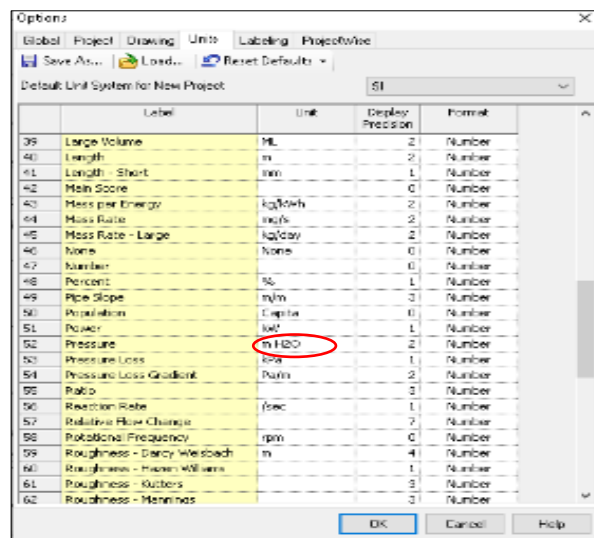 Options
Global Project Drawing Units Labeling ProjectWise
Save As... Load... Reset Defaults
Default Unit System for New Project SI
Label Unit Display Precision Format
39 Large Volume ML 2 Number
40 Length m 2 Number
41 Length - Short mm 1 Number
42 Main Score 0 Number
43 Mass per Energy kg/kWh 2 Number
44 Mass Rate mg/s 2 Number
45 Mass Rate - Large kg/day 2 Number
46 None None 0 Number
47 Number 0 Number
48 Percent % 1 Number
49 Pipe Slope m/m 3 Number
50 Population Capita 0 Number
51 Power kW 1 Number
52 Pressure m H2O 2 Number
53 Pressure Loss kPa 1 Number
54 Pressure Loss Gradient Pa/m 2 Number
55 Ratio 3 Number
56 Reaction Rate /sec 1 Number
57 Relative Flow Change 7 Number
58 Rotational Frequency rpm 0 Number
59 Roughness - Darcy Weisbach m 4 Number
60 Roughness - Hazen Williams 1 Number
61 Roughness - Kutters Number
62 Roughness - Mannings 3 Number
OK Cancel Help